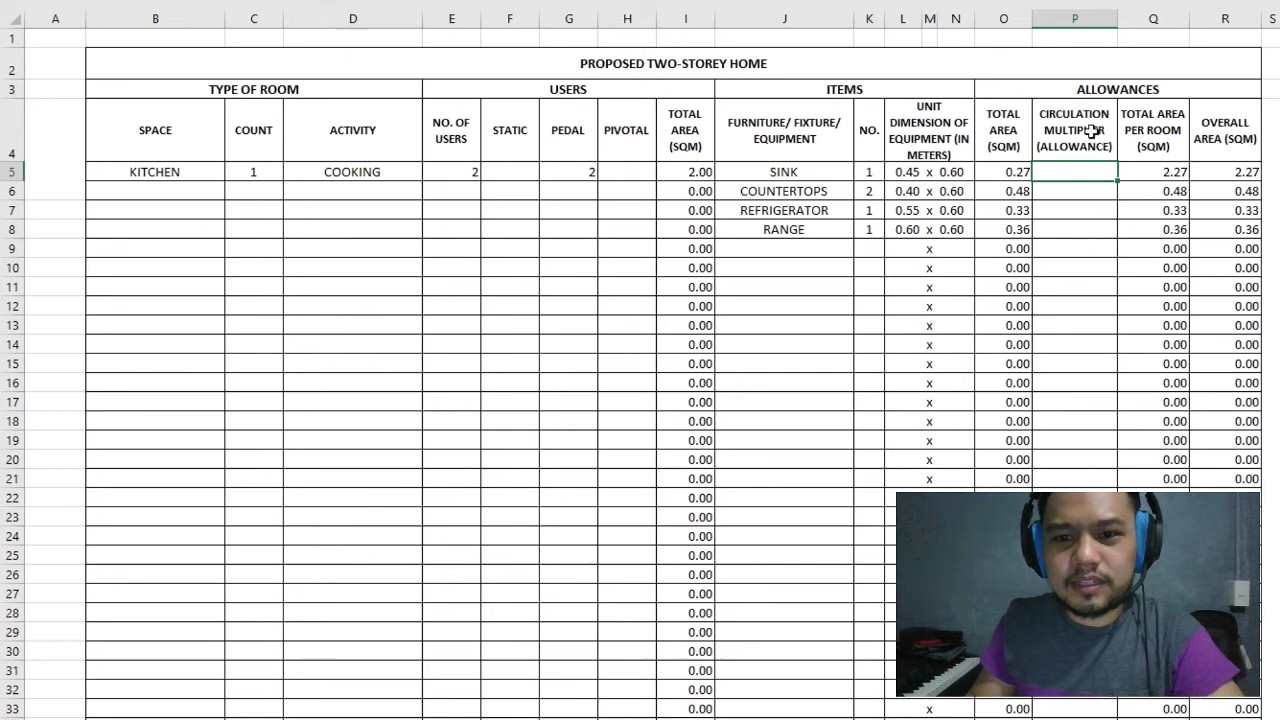 A B C D E F G H I J K L M N O P Q R S
1
2 PROPOSED TWO-STOREY HOME
3 TYPE OF ROOM USERS ITEMS ALLOWANCES
4 SPACE COUNT ACTIVITY NO. OF USERS STATIC PEDAL PIVOTAL TOTAL AREA (SQM) FURNITURE/ FIXTURE/ EQUIPMENT NO. UNIT DIMENSION OF EQUIPMENT (IN METERS) TOTAL AREA (SQM) CIRCULATION MULTIPLIER (ALLOWANCE) TOTAL AREA PER ROOM (SQM) OVERALL AREA (SQM)
5 KITCHEN 1 COOKING 2 2 2.00 SINK 1 0.45 x 0.60 0.27 2.27 2.27
6 0.00 COUNTERTOPS 2 0.40 x 0.60 0.48 0.48 0.48
7 0.00 REFRIGERATOR 1 0.55 x 0.60 0.33 0.33 0.33
8 0.00 RANGE 1 0.60 x 0.60 0.36 0.36 0.36
9 0.00 x 0.00 0.00 0.00
10 0.00 x 0.00 0.00 0.00
11 0.00 x 0.00 0.00 0.00
12 0.00 x 0.00 0.00 0.00
13 0.00 x 0.00 0.00 0.00
14 0.00 x 0.00 0.00 0.00
15 0.00 x 0.00 0.00 0.00
16 0.00 x 0.00 0.00 0.00
17 0.00 x 0.00 0.00 0.00
18 0.00 x 0.00 0.00 0.00
19 0.00 x 0.00 0.00 0.00
20 0.00 x 0.00 0.00 0.00
21 0.00 x 0.00 0.00 0.00
22 0.00
23 0.00
24 0.00
25 0.00
26 0.00
27 0.00
28 0.00
29 0.00
30 0.00
31 0.00
32 0.00
33 0.00 x 0.00 0.00 0.00